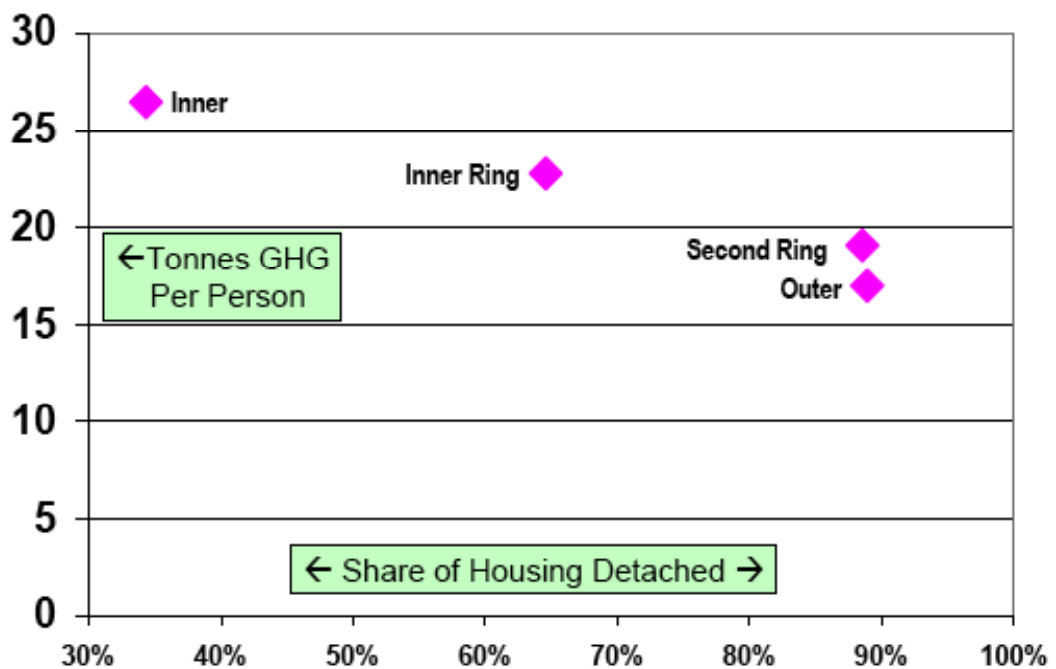 30
25
20
15
10
5
0
Inner
Inner Ring
Second Ring
Outer
←Tonnes GHG
Per Person
← Share of Housing Detached →
30% 40% 50% 60% 70% 80% 90% 100%